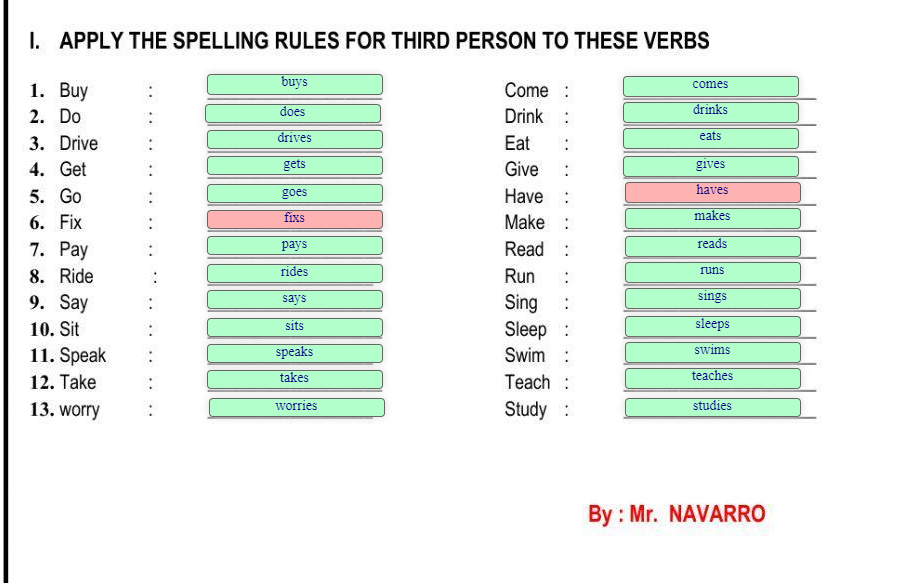 I. APPLY THE SPELLING RULES FOR THIRD PERSON TO THESE VERBS
1. Buy : buys Come : comes
2. Do : does Drink : drinks
3. Drive : drives Eat : eats
4. Get : gets Give : gives
5. Go : goes Have : haves
6. Fix : fixs Make : makes
7. Pay : pays Read : reads
8. Ride : rides Run : runs
9. Say : says Sing : sings
10. Sit : sits Sleep : sleeps
11. Speak : speaks Swim : swims
12. Take : takes Teach : teaches
13. worry : worries Study : studies
By : Mr. NAVARRO